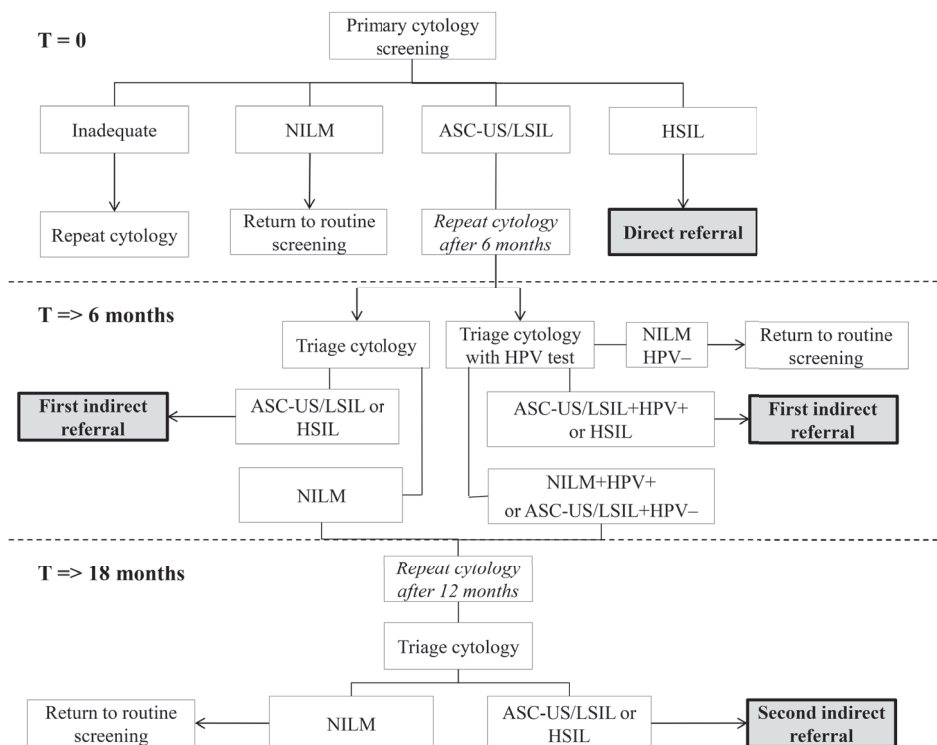 T = 0
Primary cytology
screening
Inadequate
NILM
ASC-US/LSIL
HSIL
Repeat cytology
Return to routine
screening
Repeat cytology
after 6 months
Direct referral
T => 6 months
Triage cytology
Triage cytology
with HPV test
NILM
HPV–
Return to routine
screening
First indirect
referral
ASC-US/LSIL or
HSIL
ASC-US/LSIL+HPV+
or HSIL
First indirect
referral
NILM
NILM+HPV+
or ASC-US/LSIL+HPV–
T => 18 months
Repeat cytology
after 12 months
Triage cytology
Return to routine
screening
NILM
ASC-US/LSIL or
HSIL
Second indirect
referral